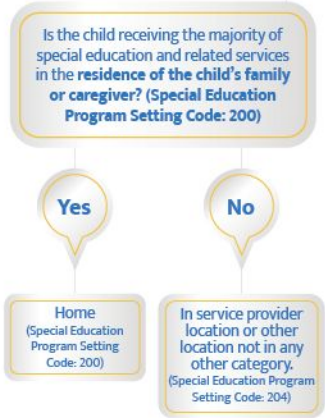 Is the child receiving the majority of
special education and related services
in the residence of the child's family
or caregiver? (Special Education
Program Setting Code: 200)
Yes
No
Home
(Special Education
Program Setting
Code: 200)
In service provider
location or other
location not in any
other category.
(Special Education Program
Setting Code: 204)